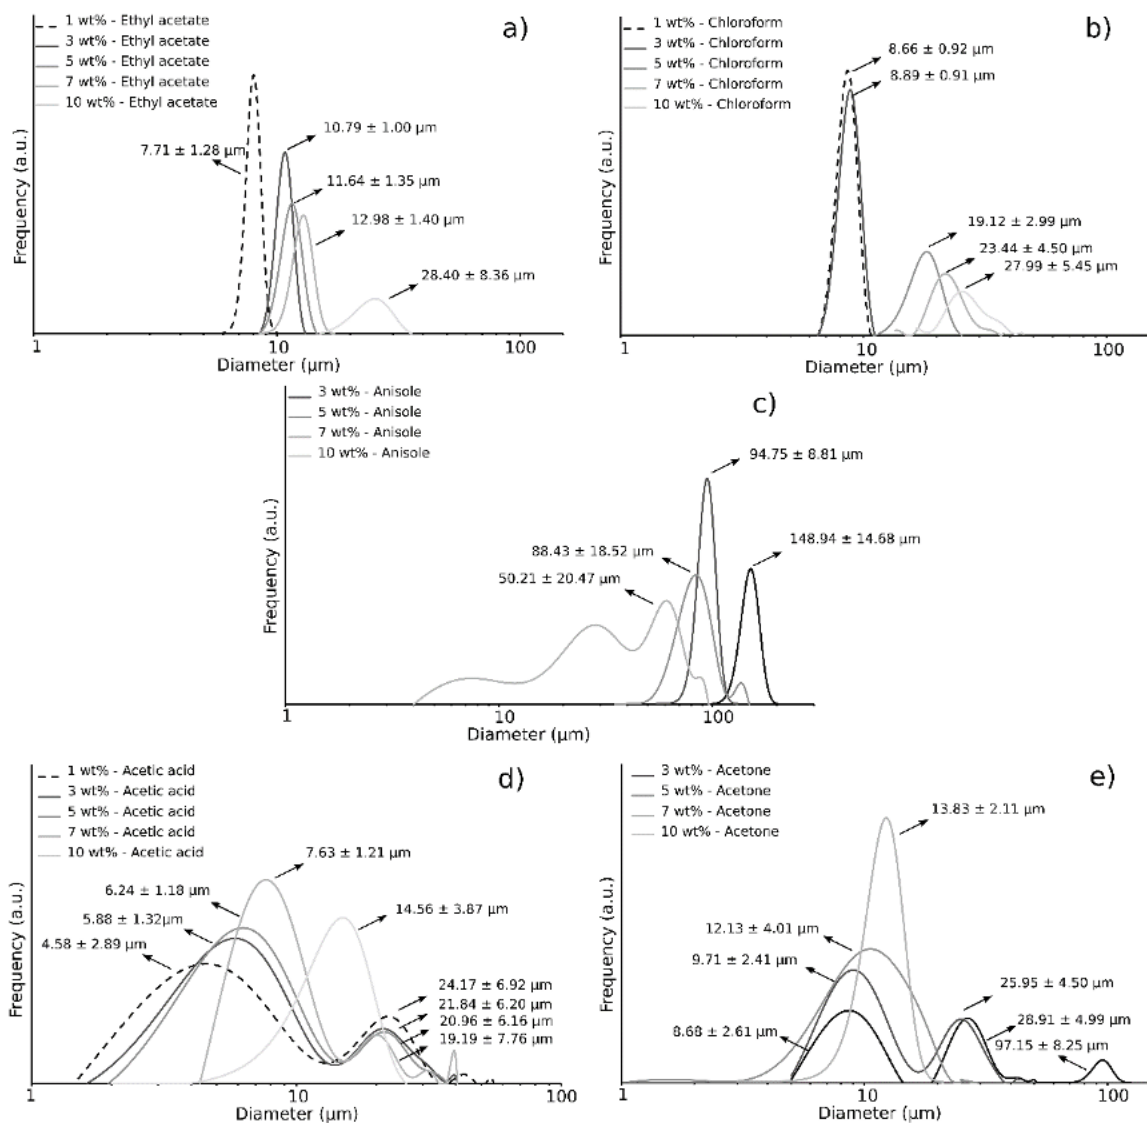 1 wt% - Ethyl acetate
3 wt% - Ethyl acetate
5 wt% - Ethyl acetate
7 wt% - Ethyl acetate
10 wt% - Ethyl acetate
a)
Frequency (a.u.)
7.71 ± 1.28 μm
10.79 ± 1.00 μm
11.64 ± 1.35 μm
12.98 ± 1.40 μm
28.40 ± 8.36 μm
1
10
100
Diameter (μm)
1 wt% - Chloroform
3 wt% - Chloroform
5 wt% - Chloroform
7 wt% - Chloroform
10 wt% - Chloroform
b)
Frequency (a.u.)
8.66 ± 0.92 μm
8.89 ± 0.91 μm
19.12 ± 2.99 μm
23.44 ± 4.50 μm
27.99 ± 5.45 μm
1
10
100
Diameter (μm)
3 wt% - Anisole
5 wt% - Anisole
7 wt% - Anisole
10 wt% - Anisole
c)
Frequency (a.u.)
94.75 ± 8.81 μm
148.94 ± 14.68 μm
88.43 ± 18.52 μm
50.21 ± 20.47 μm
1
10
100
Diameter (μm)
1 wt% - Acetic acid
3 wt% - Acetic acid
5 wt% - Acetic acid
7 wt% - Acetic acid
10 wt% - Acetic acid
d)
Frequency (a.u.)
7.63 ± 1.21 μm
6.24 ± 1.18 μm
5.88 ± 1.32μm
4.58 ± 2.89 μm
14.56 ± 3.87 μm
24.17 ± 6.92 μm
21.84 ± 6.20 μm
20.96 ± 6.16 μm
19.19 ± 7.76 μm
1
10
100
Diameter (μm)
3 wt% - Acetone
5 wt% - Acetone
7 wt% - Acetone
10 wt% - Acetone
e)
Frequency (a.u.)
13.83 ± 2.11 μm
12.13 ± 4.01 μm
9.71 ± 2.41 μm
8.68 ± 2.61 μm
25.95 ± 4.50 μm
28.91 ± 4.99 μm
97.15 ± 8.25 μm
1
10
100
Diameter (μm)